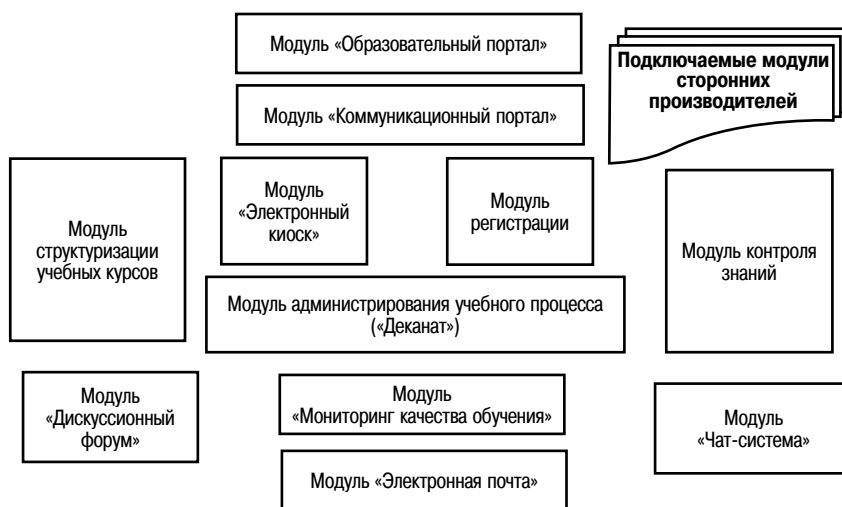 Модуль «Образовательный портал»
Подключаемые модули
сторонних
производителей
Модуль «Коммуникационный портал»
Модуль
структуризации
учебных курсов
Модуль
«Электронный
киоск»
Модуль
регистрации
Модуль контроля
знаний
Модуль администрирования учебного процесса
(«Деканат»)
Модуль
«Дискуссионный
форум»
Модуль
«Мониторинг качества обучения»
Модуль
«Чат-система»
Модуль «Электронная почта»